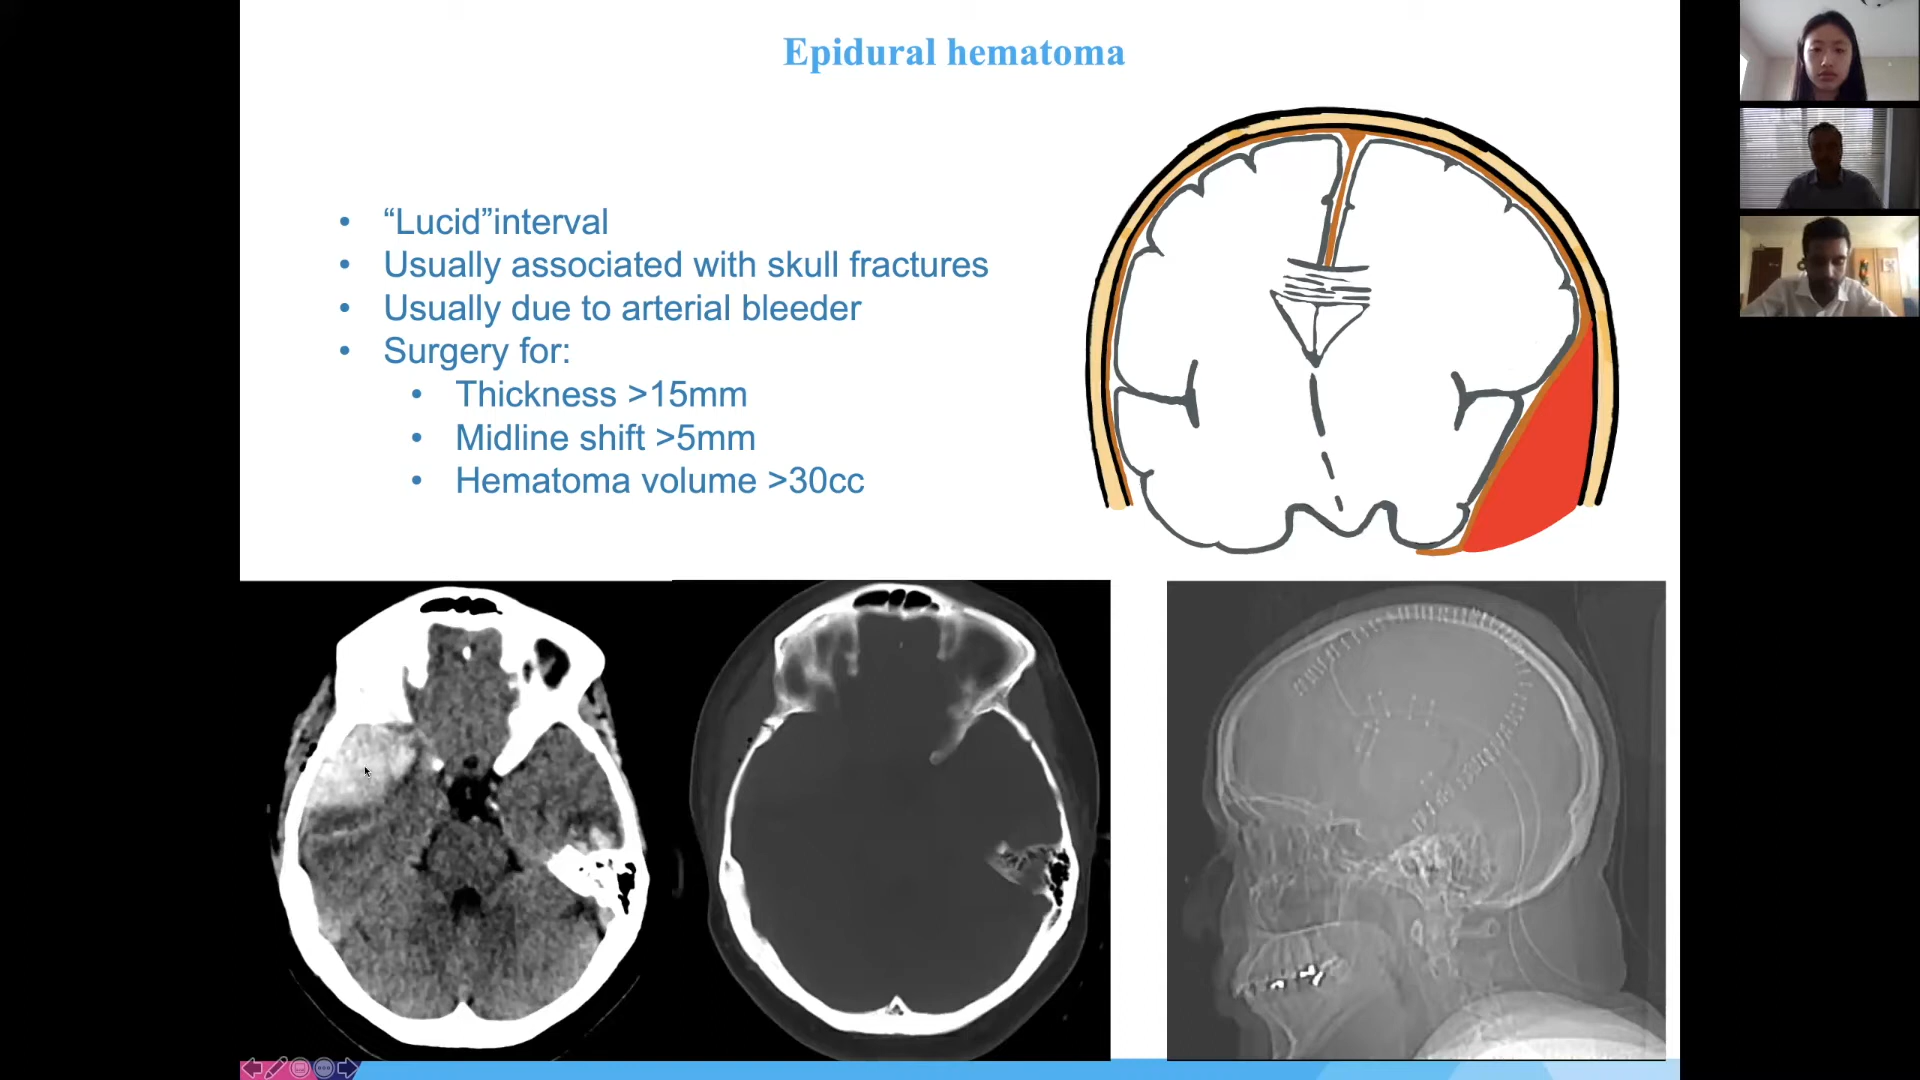 Epidural hematoma
• “Lucid”interval
• Usually associated with skull fractures
• Usually due to arterial bleeder
• Surgery for:
• Thickness >15mm
• Midline shift >5mm
• Hematoma volume >30cc